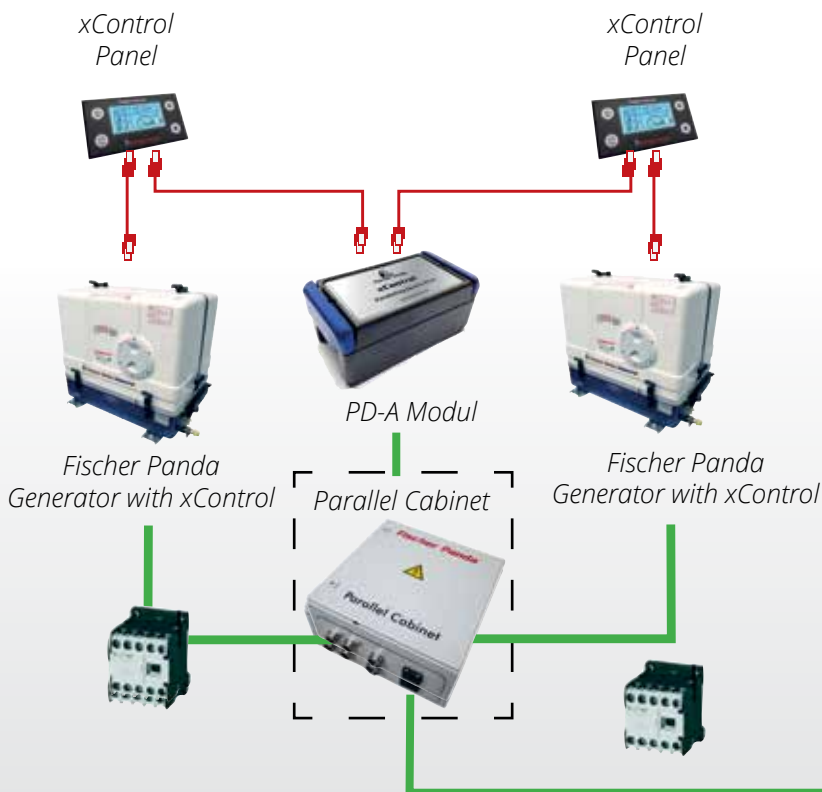 xControl
Panel
xControl
Panel
xControl
PD-A Modul
Fischer Panda
Generator with xControl
Fischer Panda
Generator with xControl
Parallel Cabinet
Fischer Panda
Parallel Cabinet